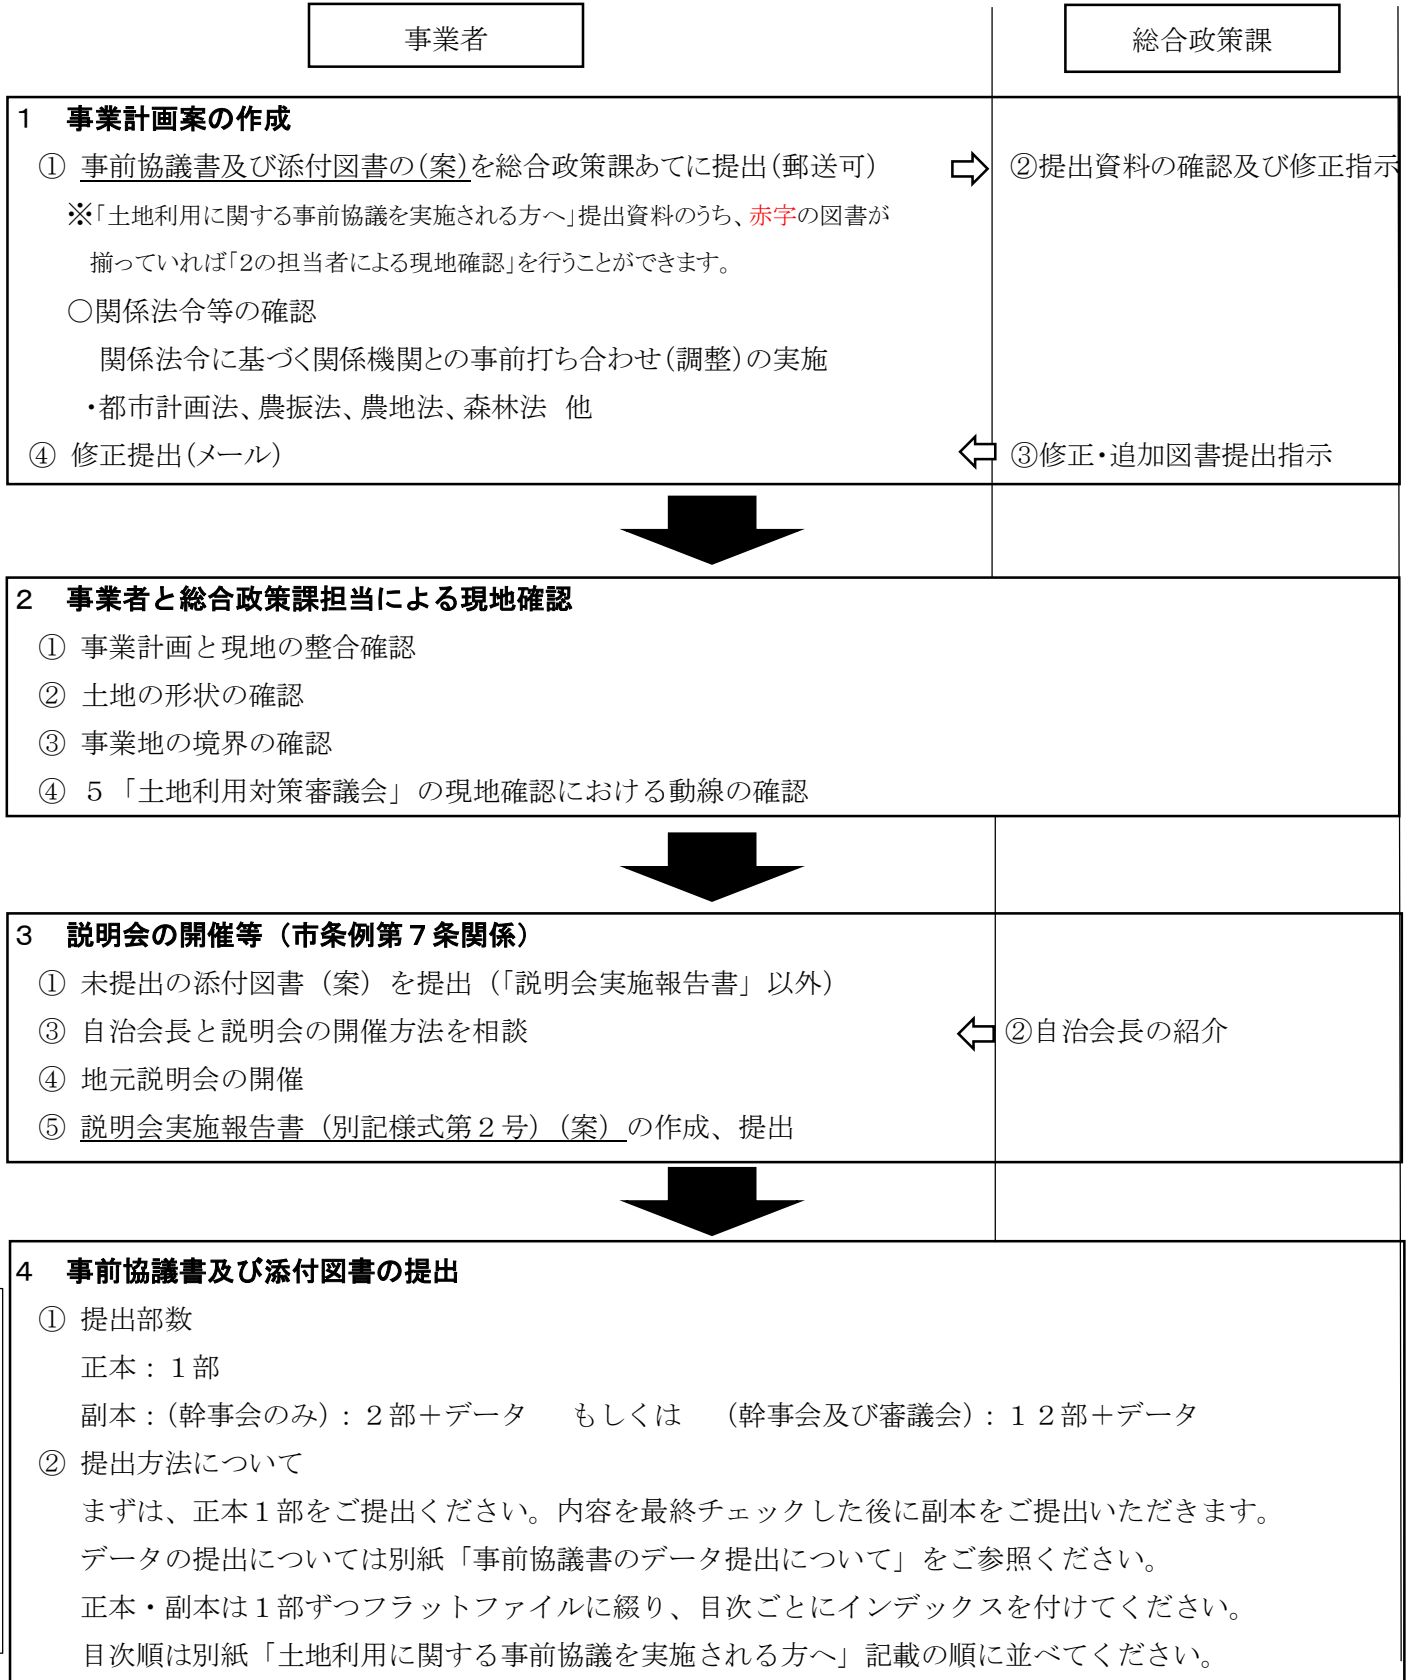 事業者
総合政策課
１　事業計画案の作成
① 事前協議書及び添付図書の(案)を総合政策課あてに提出(郵送可)
②提出資料の確認及び修正指示
※「土地利用に関する事前協議を実施される方へ」提出資料のうち、赤字の図書が
揃っていれば「２の担当者による現地確認」を行うことができます。
○関係法令等の確認
関係法令に基づく関係機関との事前打ち合わせ(調整)の実施
・都市計画法、農振法、農地法、森林法　他
④ 修正提出(メール)
③修正・追加図書提出指示
２　事業者と総合政策課担当による現地確認
① 事業計画と現地の整合確認
② 土地の形状の確認
③ 事業地の境界の確認
④ ５「土地利用対策審議会」の現地確認における動線の確認
３　説明会の開催等（市条例第７条関係）
① 未提出の添付図書（案）を提出（「説明会実施報告書」以外）
③ 自治会長と説明会の開催方法を相談
②自治会長の紹介
④ 地元説明会の開催
⑤ 説明会実施報告書（別記様式第２号）（案）の作成、提出
４　事前協議書及び添付図書の提出
① 提出部数
正本：１部
副本：（幹事会のみ）：２部＋データ　もしくは　（幹事会及び審議会）：１２部＋データ
② 提出方法について
まずは、正本１部をご提出ください。内容を最終チェックした後に副本をご提出いただきます。
データの提出については別紙「事前協議書のデータ提出について」をご参照ください。
正本・副本は１部ずつフラットファイルに綴り、目次ごとにインデックスを付けてください。
目次順は別紙「土地利用に関する事前協議を実施される方へ」記載の順に並べてください。